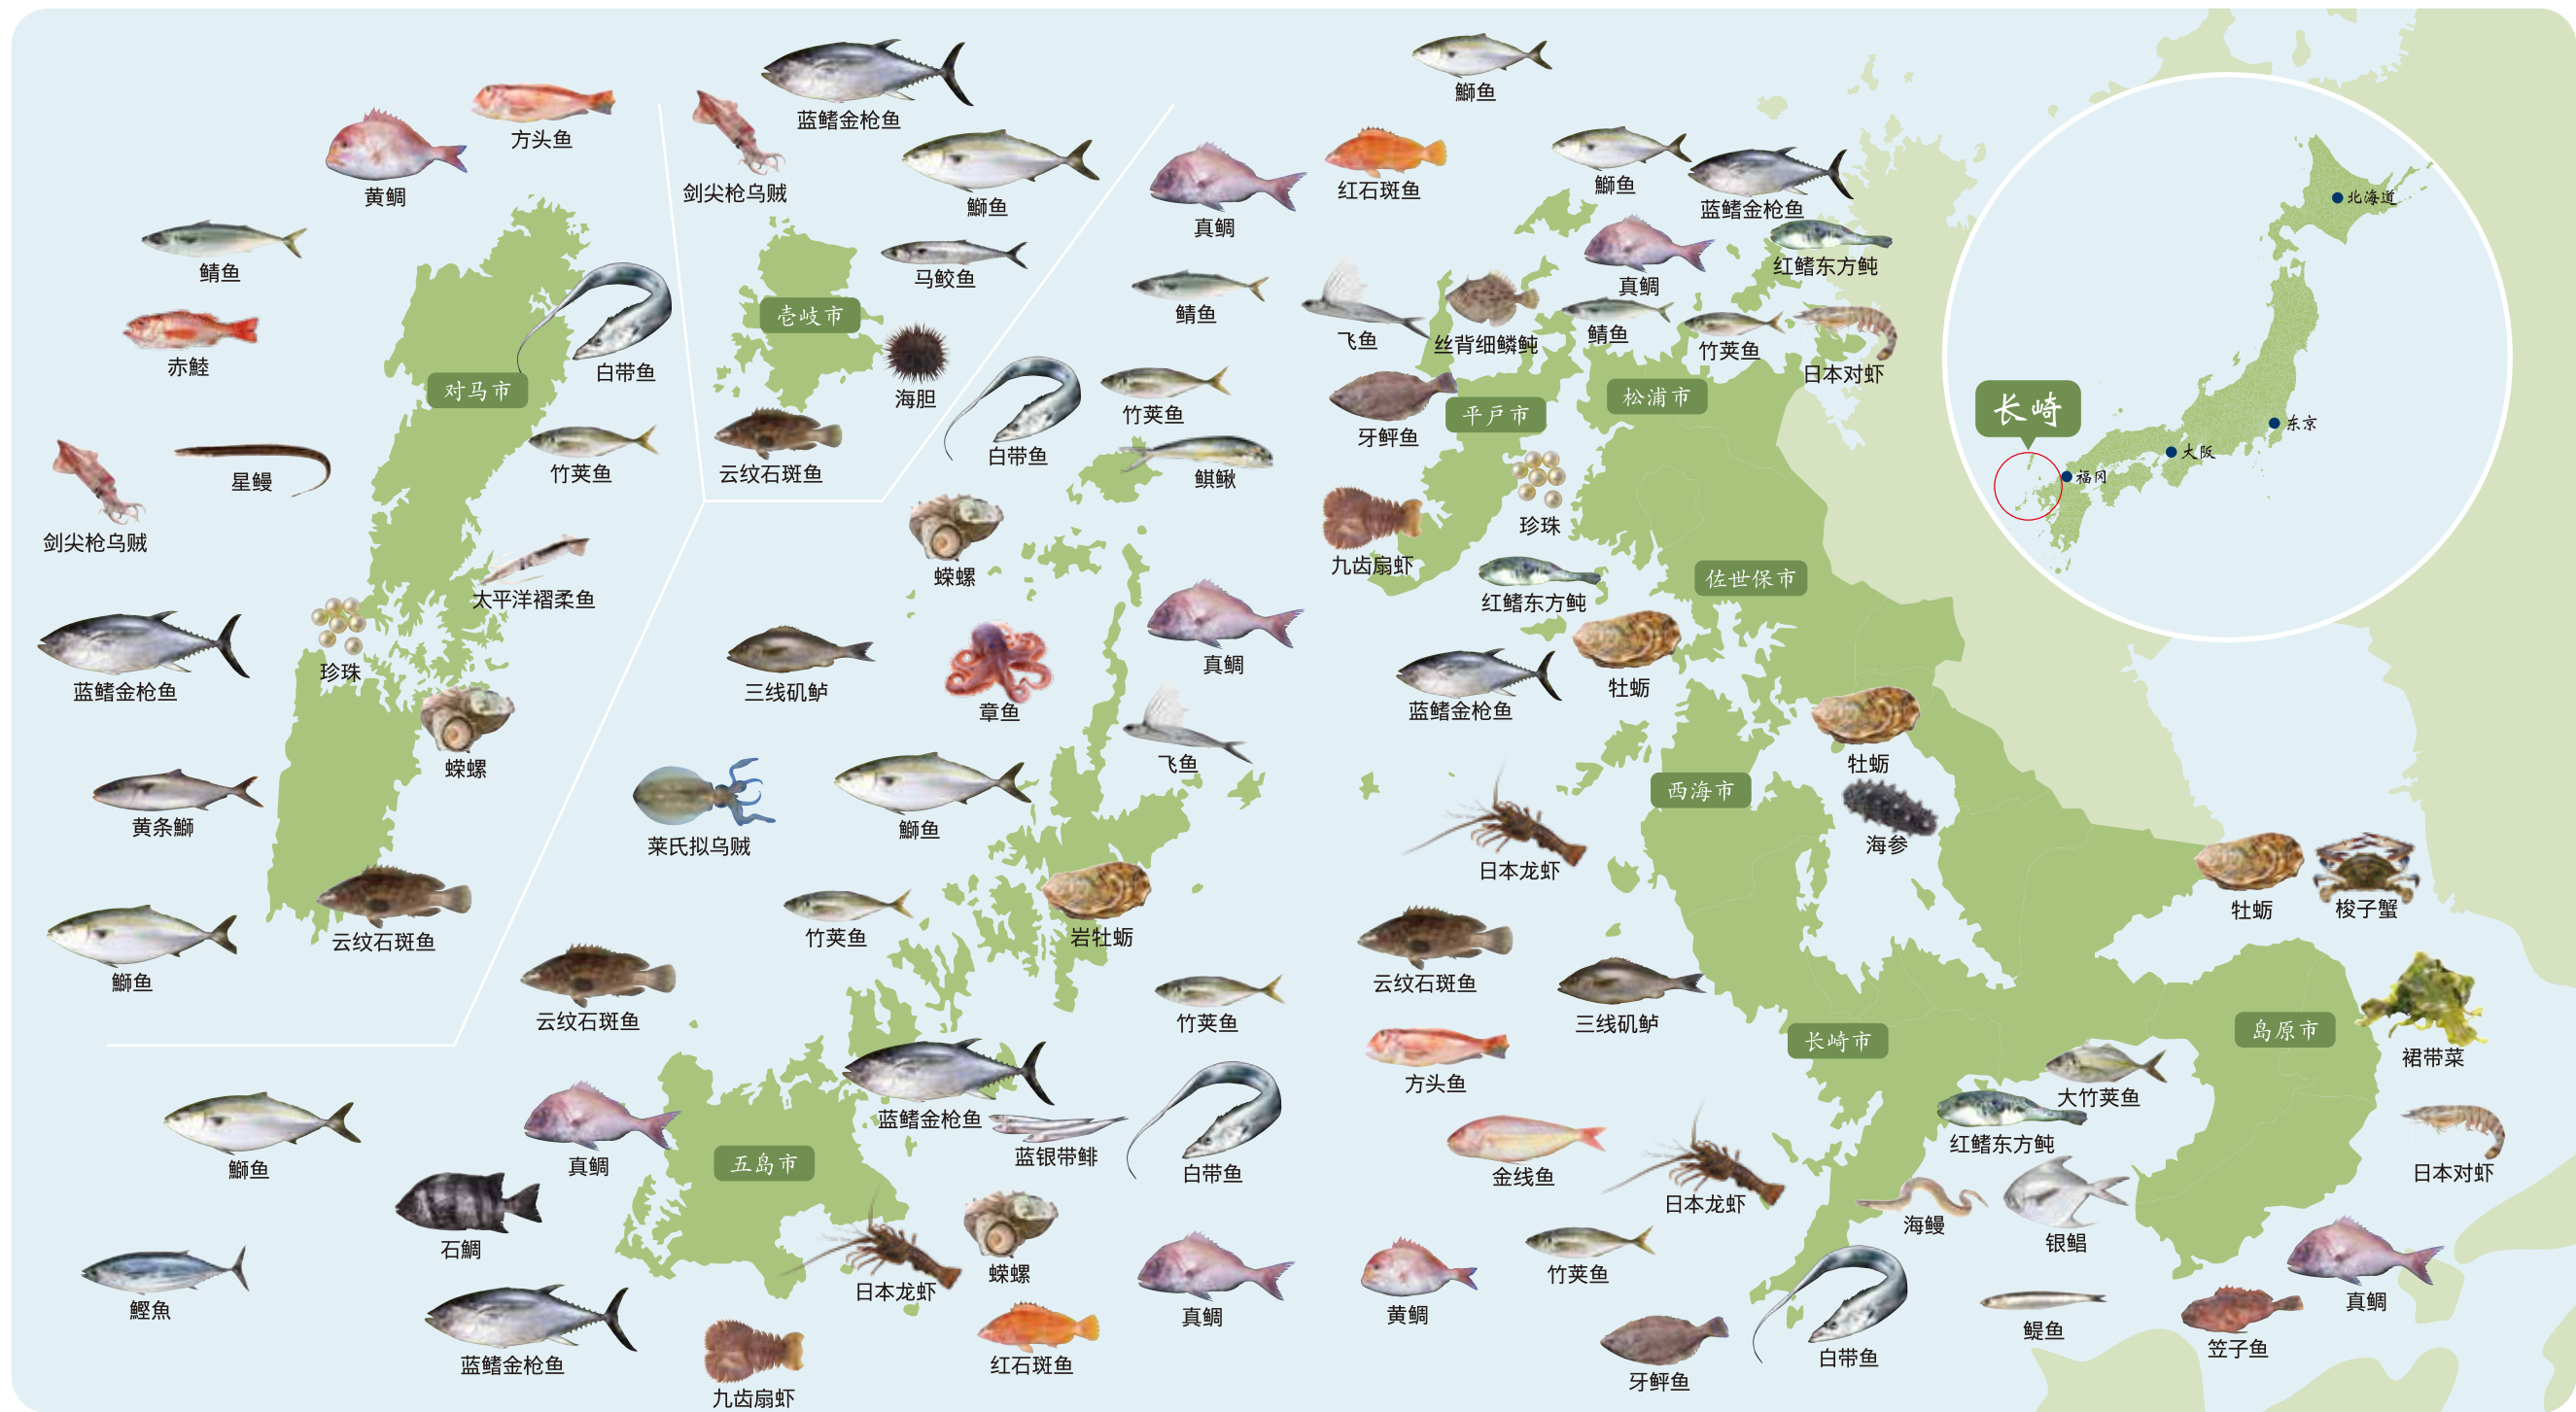 方头鱼
黄鲷
鲭鱼
赤鯥
白带鱼
对马市
竹荚鱼
星鳗
剑尖枪乌贼
太平洋褶柔鱼
珍珠
蓝鳍金枪鱼
蝾螺
黄条鰤
云纹石斑鱼
鰤鱼
蓝鳍金枪鱼
剑尖枪乌贼
鰤鱼
马鲛鱼
壱岐市
海胆
云纹石斑鱼
白带鱼
真鲷
鲭鱼
竹荚鱼
鲯鳅
蝾螺
真鲷
三线矶鲈
章鱼
飞鱼
鰤鱼
莱氏拟乌贼
竹荚鱼
岩牡蛎
云纹石斑鱼
竹荚鱼
蓝鳍金枪鱼
蓝银带鲱
白带鱼
鰤鱼
真鲷
五岛市
石鲷
鰹魚
日本龙虾
蝾螺
蓝鳍金枪鱼
九齿扇虾
红石斑鱼
真鲷
鰤鱼
红石斑鱼
鰤鱼
蓝鳍金枪鱼
真鲷
红鳍东方鲀
飞鱼
丝背细鳞鲀
鲭鱼
竹荚鱼
日本对虾
松浦市
平戸市
牙鲆鱼
珍珠
九齿扇虾
佐世保市
红鳍东方鲀
牡蛎
蓝鳍金枪鱼
牡蛎
西海市
海参
日本龙虾
牡蛎
梭子蟹
云纹石斑鱼
三线矶鲈
长崎市
岛原市
裙带菜
方头鱼
大竹荚鱼
红鳍东方鲀
金线鱼
日本龙虾
日本对虾
海鳗
银鲳
竹荚鱼
黄鲷
真鲷
鳀鱼
笠子鱼
白带鱼
牙鲆鱼
北海道
长崎
东京
大阪
福冈